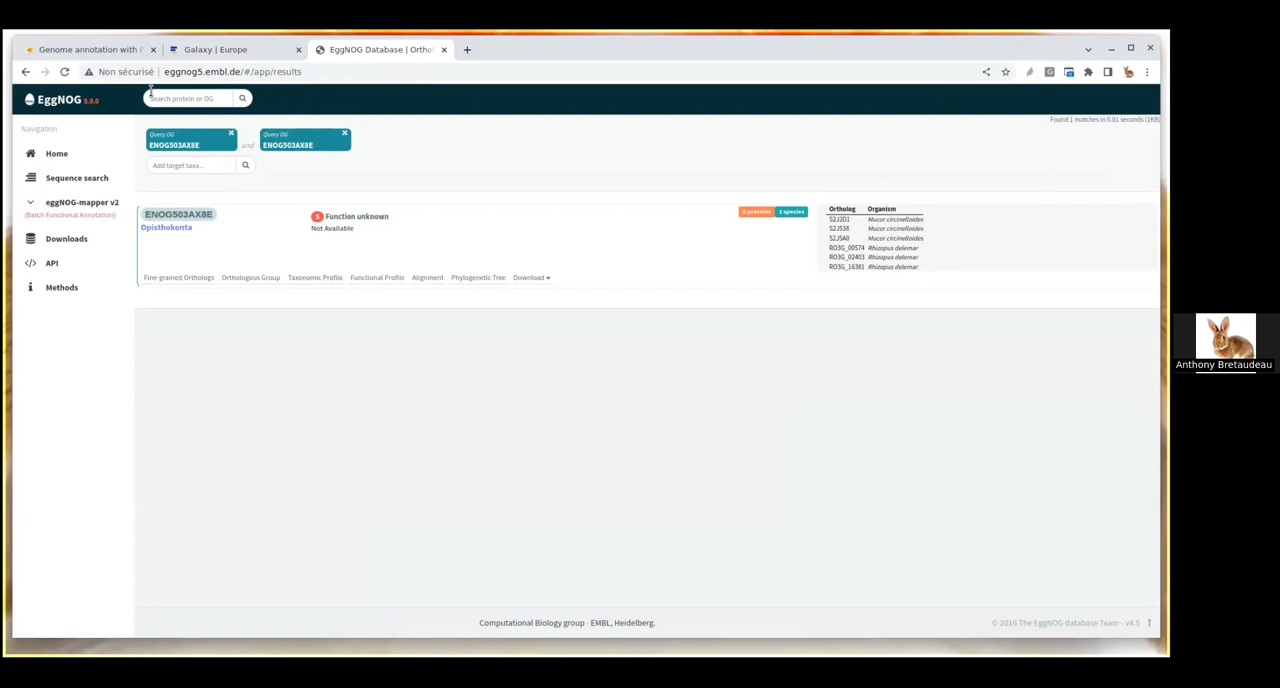 Genome annotation with F
Galaxy | Europe
EggNOG Database | Ortho
Non sécurisé | eggnog5.embl.de/#/app/results
EggNOG 5.0.0
Search protein or OG
Found 1 matches in 0.01 seconds (1KB)
Navigation
Home
Sequence search
eggNOG-mapper v2
(Batch Functional Annotation)
Downloads
API
Methods
Query OG
ENOG503AX8E
and
Query OG
ENOG503AX8E
Add target taxa...
ENOG503AX8E
Opisthokonta
S Function unknown
Not Available
6 proteins 2 species
Ortholog Organism
S2J2D1 Mucor circinelloides
S2J538 Mucor circinelloides
S2JSA0 Mucor circinelloides
RO3G_00574 Rhizopus delemar
RO3G_02403 Rhizopus delemar
RO3G_16381 Rhizopus delemar
Fine-grained Orthologs Orthologous Group Taxonomic Profile Functional Profile Alignment Phylogenetic Tree Download
Computational Biology group - EMBL, Heidelberg.
© 2016 The EggNOG database Team - v4.5
Anthony Bretaudeau